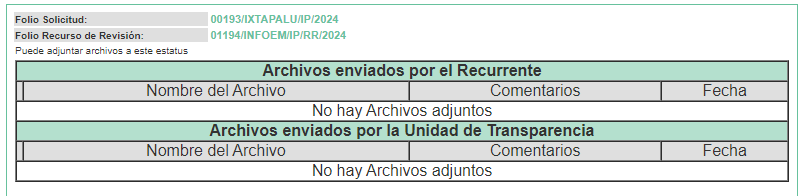 Folio Solicitud: 00193/IXTAPALU/IP/2024
Folio Recurso de Revisión: 01194/INFOEM/IP/RR/2024
Puede adjuntar archivos a este estatus
Archivos enviados por el Recurrente
Nombre del Archivo Comentarios Fecha
No hay Archivos adjuntos
Archivos enviados por la Unidad de Transparencia
Nombre del Archivo Comentarios Fecha
No hay Archivos adjuntos